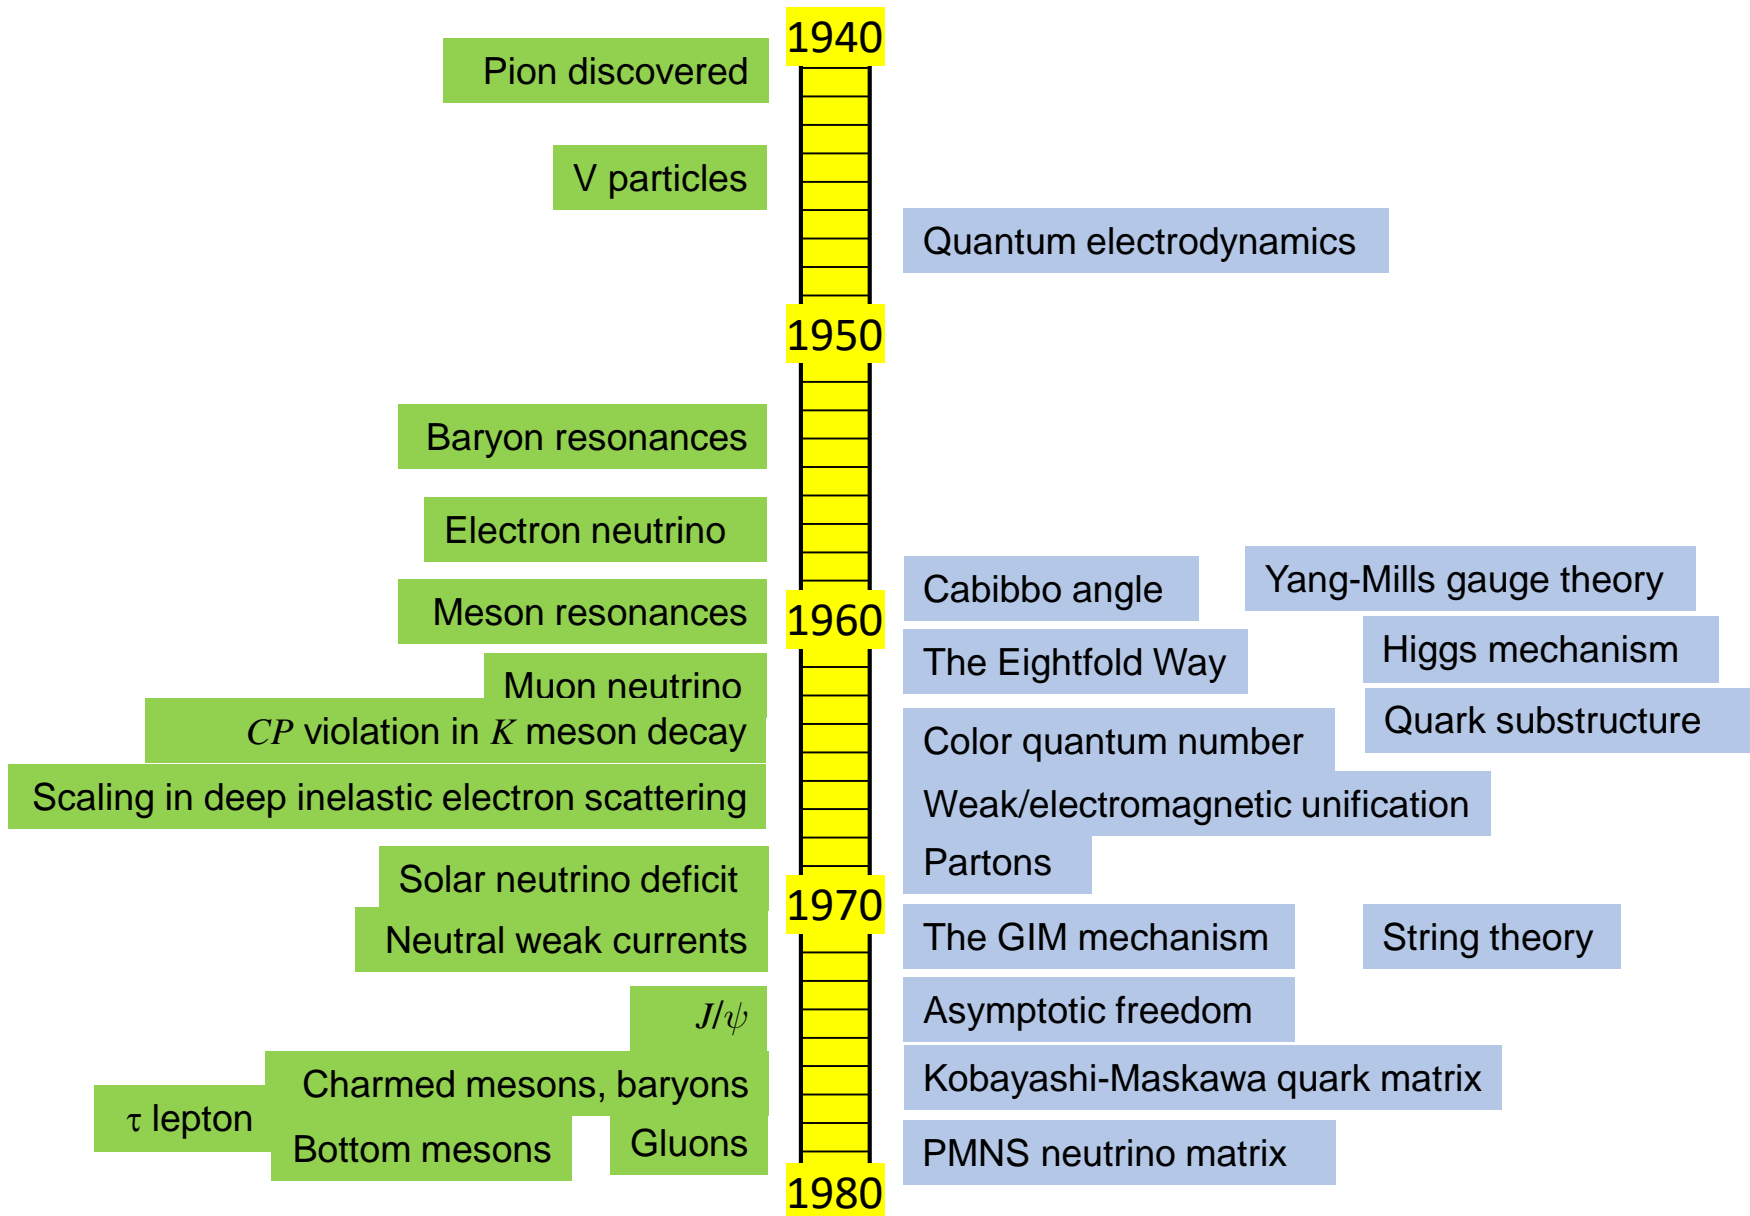 1940
Pion discovered
V particles
Quantum electrodynamics
1950
Baryon resonances
Electron neutrino
Cabibbo angle
Yang-Mills gauge theory
Meson resonances
1960
The Eightfold Way
Higgs mechanism
Muon neutrino
Quark substructure
CP violation in K meson decay
Color quantum number
Scaling in deep inelastic electron scattering
Weak/electromagnetic unification
Partons
Solar neutrino deficit
1970
Neutral weak currents
The GIM mechanism
String theory
J/ψ
Asymptotic freedom
Charmed mesons, baryons
Kobayashi-Maskawa quark matrix
τ lepton
Bottom mesons
Gluons
PMNS neutrino matrix
1980